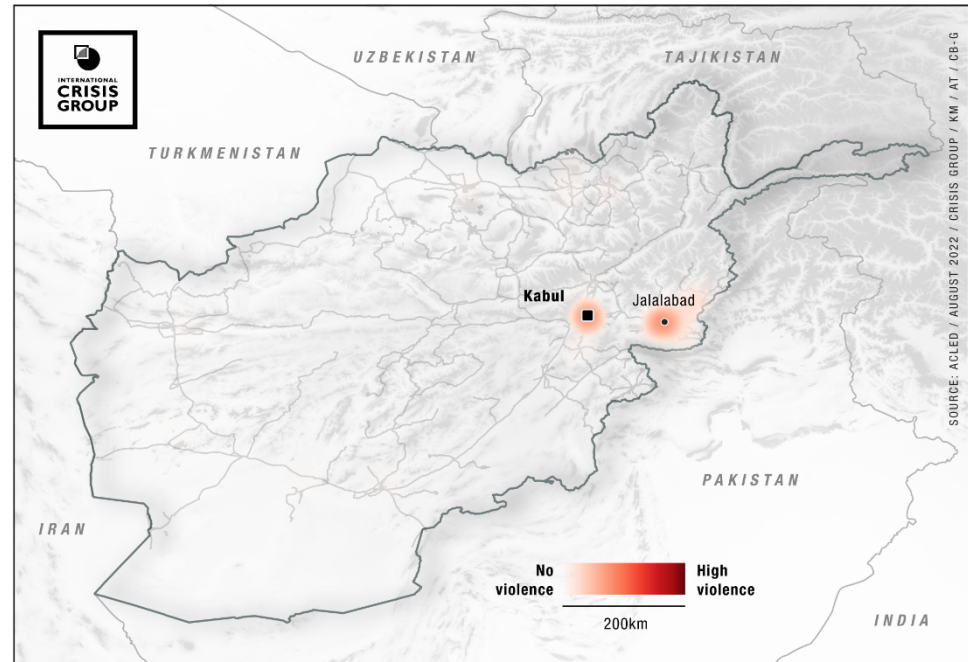 INTERNATIONAL
CRISIS
GROUP
UZBEKISTAN
TAJIKISTAN
TURKMENISTAN
Kabul
Jalalabad
PAKISTAN
IRAN
INDIA
No
violence
High
violence
200km
SOURCE: ACLED / AUGUST 2022 / CRISIS GROUP / KM / AT / CB-G